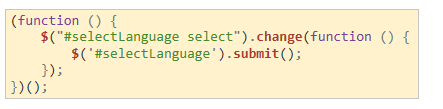 (function () {
    $("#selectLanguage select").change(function () {
        $('#selectLanguage').submit();
    });
})();